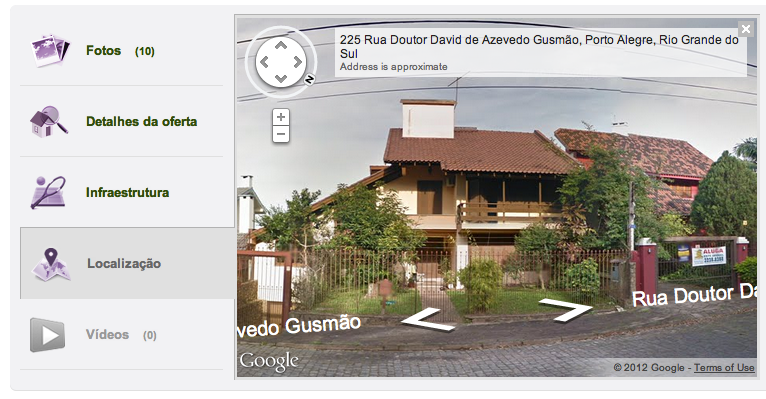 Fotos (10)
Detalhes da oferta
Infraestrutura
Localização
Vídeos (0)
225 Rua Doutor David de Azevedo Gusmão, Porto Alegre, Rio Grande do
Sul
Address is approximate
N
ALUGA
vedo Gusmão
Rua Doutor Da
Google
© 2012 Google - Terms of Use